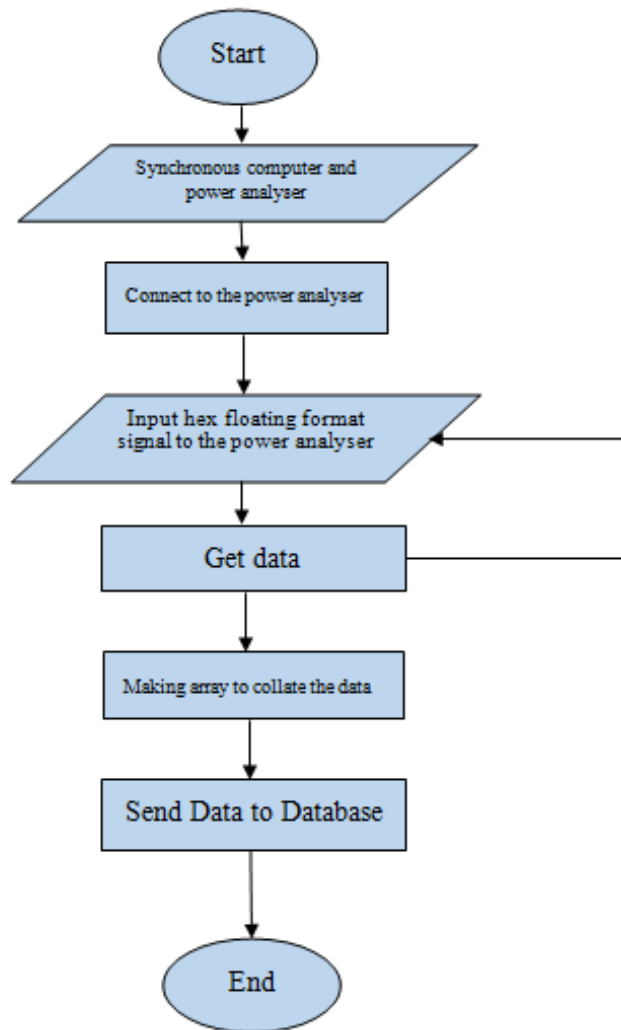 Start
Synchronous computer and
power analyser
Connect to the power analyser
Input hex floating format
signal to the power analyser
Get data
Making array to collate the data
Send Data to Database
End